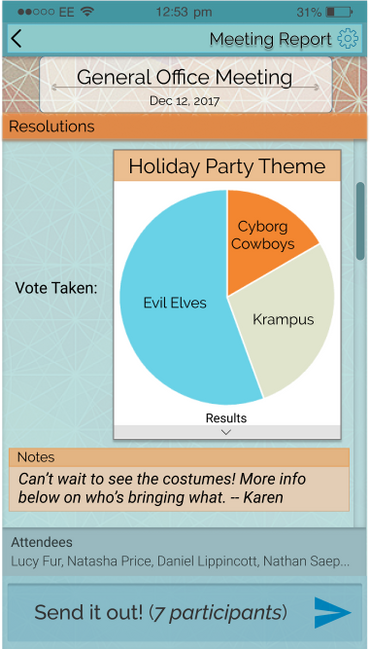 EE 12:53 pm 31%
Meeting Report
General Office Meeting
Dec 12, 2017
Resolutions
Holiday Party Theme
Cyborg
Cowboys
Vote Taken:
Evil Elves
Krampus
Results
Notes
Can't wait to see the costumes! More info
below on who's bringing what. -- Karen
Attendees
Lucy Fur, Natasha Price, Daniel Lippincott, Nathan Saep...
Send it out! (7 participants)